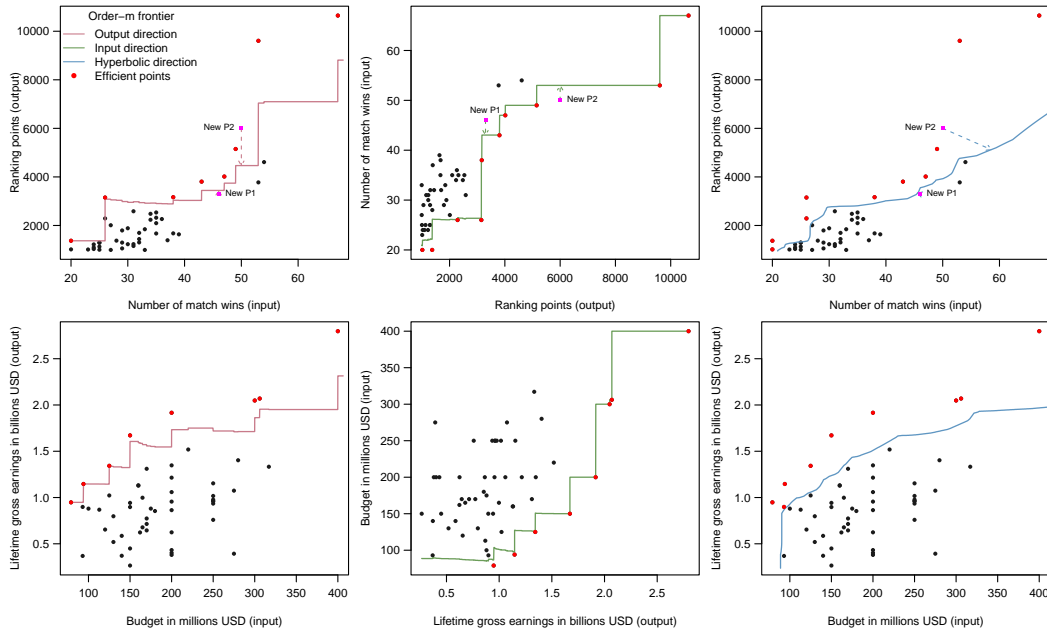 Order−m frontier
Output direction
Input direction
Hyperbolic direction
Efficient points
New P2
New P1
2000
4000
6000
8000
10000
20
30
40
50
60
Ranking points (output)
Number of match wins (input)
New P1
New P2
20
30
40
50
60
2000
4000
6000
8000
10000
Number of match wins (input)
Ranking points (output)
New P2
New P1
2000
4000
6000
8000
10000
20
30
40
50
60
Ranking points (output)
Number of match wins (input)
0.5
1.0
1.5
2.0
2.5
100
150
200
250
300
350
400
Lifetime gross earnings in billions USD (output)
Budget in millions USD (input)
100
150
200
250
300
350
400
0.5
1.0
1.5
2.0
2.5
Budget in millions USD (input)
Lifetime gross earnings in billions USD (output)
0.5
1.0
1.5
2.0
2.5
100
150
200
250
300
350
400
Lifetime gross earnings in billions USD (output)
Budget in millions USD (input)